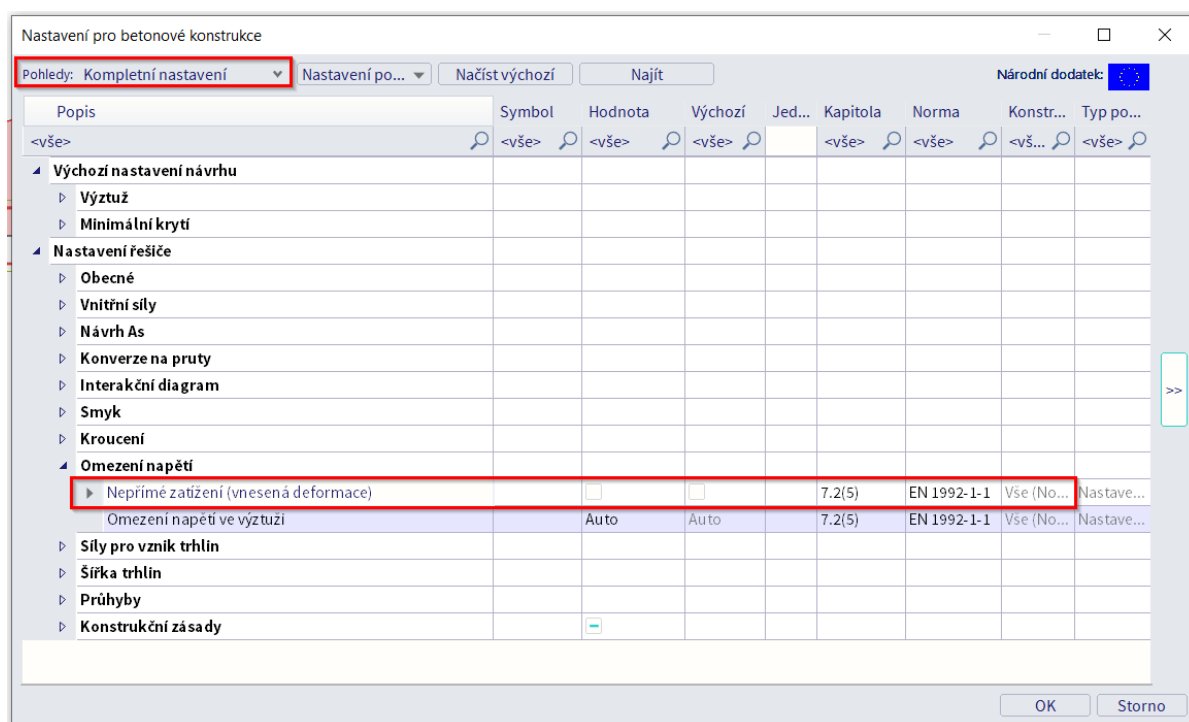 Nastavení pro betonové konstrukce
Pohledy: Kompletní nastavení Nastavení po... Načíst výchozí Najít Národní dodatek:
Popis Symbol Hodnota Výchozí Jed... Kapitola Norma Konstr... Typ po...
<vše> <vše> <vše> <vše> <vše> <vše> <vš... <vše>
Výchozí nastavení návrhu
Výztuž
Minimální krytí
Nastavení řešiče
Obecné
Vnitřní síly
Návrh As
Konverze na pruty
Interakční diagram
>>
Smyk
Kroucení
Omezení napětí
Nepřímé zatížení (vnesená deformace) 7.2(5) EN 1992-1-1 Vše (No... Nastave...
Omezení napětí ve výztuži Auto Auto 7.2(5) EN 1992-1-1 Vše (No... Nastave...
Síly pro vznik trhlin
Šířka trhlin
Průhyby
Konstrukční zásady
OK Storno